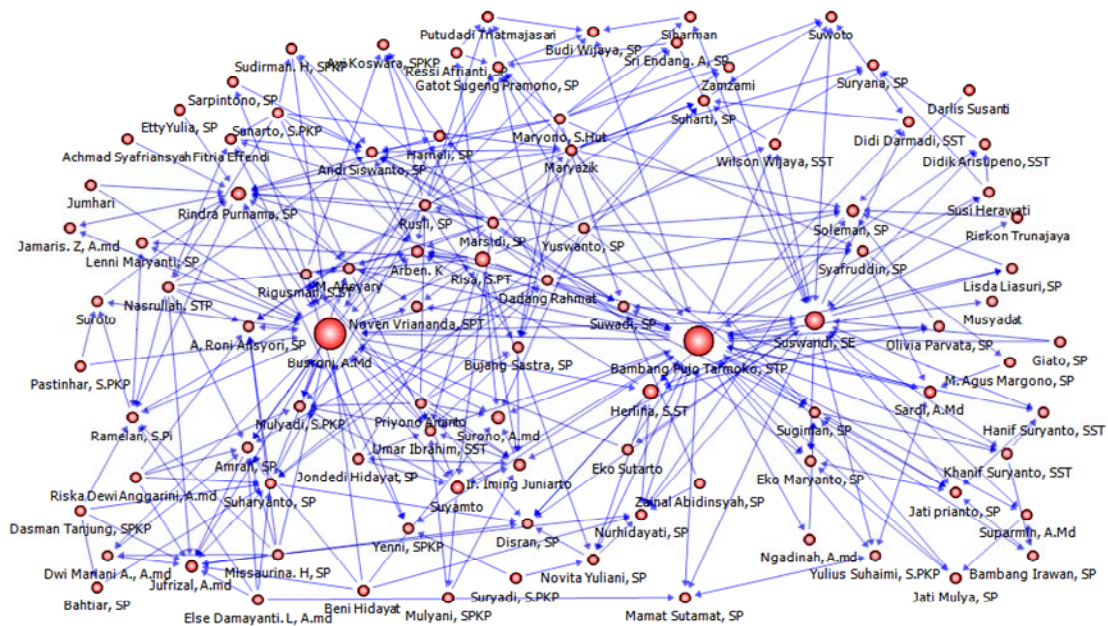 Putudadi Triatmajasari
Siharman
Suwoto
Budi Wijaya, SP
Sudirman. H, SPKP
Koswara, SPKP
Ressi Afrianti, SP
Sri Endang. A, SP
Zamzami
Suryana, SP
Gatot Sugeng Pramono, SP
Sarpintono, SP
Darlis Susanti
EttyYulia, SP
Sunarto, S.PKP
Maryono, S.Hut
Suharti, SP
Didi Darmadi, SST
Achmad Syafriansyah
Fitria Effendi
Harneli, SP
Andi Siswanto, SP
Maryazik
Wilson Wijaya, SST
Didik Arisupeno, SST
Jumhari
Rindra Purnama, SP
Susi Herawati
Rusli, SP
Soleman, SP
Riskon Trunajaya
Jamaris. Z, A.md
Marsidi, SP
Yuswanto, SP
Lenni Maryanti, SP
Arben. K
Risa, S.PT
Syafruddin, SP
M. Ansyary
Rigusman, S.ST
Dadang Rahmat
Lisda Liasuri, SP
Nasrullah, STP
Suroto
Noven Vriananda, SPT
Suwadi, SP
Musyadat
A. Roni Ansyori, SP
Busroni, A.Md
Suswandi, SE
Olivia Parvata, SP
Giato, SP
Pastinhar, S.PKP
Bujang Sastra, SP
Bambang Pujo Tarmoko, STP
M. Agus Margono, SP
Mulyadi, S.PKP
Priyono Ananto
Herlina, S.ST
Sardi, A.Md
Ramelan, S.Pi
Surono, A.md
Sugiman, SP
Hanif Suryanto, SST
Umar Ibrahim, SST
Amran, SP
Jondedi Hidayat, SP
Eko Sutarto
Khanif Suryanto, SST
Ir. Iming Juniarto
Eko Maryanto, SP
Riska Dewi Anggarini, A.md
Suharyanto, SP
Suyamto
Zainal Abidinsyah, SP
Jati prianto, SP
Dasman Tanjung, SPKP
Yenni, SPKP
Disran, SP
Nurhidayati, SP
Suparmin, A.Md
Ngadinah, A.md
Dwi Mariani A., A.md
Jufrizal, A.md
Missaurina. H, SP
Novita Yuliani, SP
Yulius Suhaimi, S.PKP
Bambang Irawan, SP
Bahtiar, SP
Suryadi, S.PKP
Jati Mulya, SP
Else Damayanti. L, A.md
Beni Hidayat
Mulyani, SPKP
Mamat Sutamat, SP